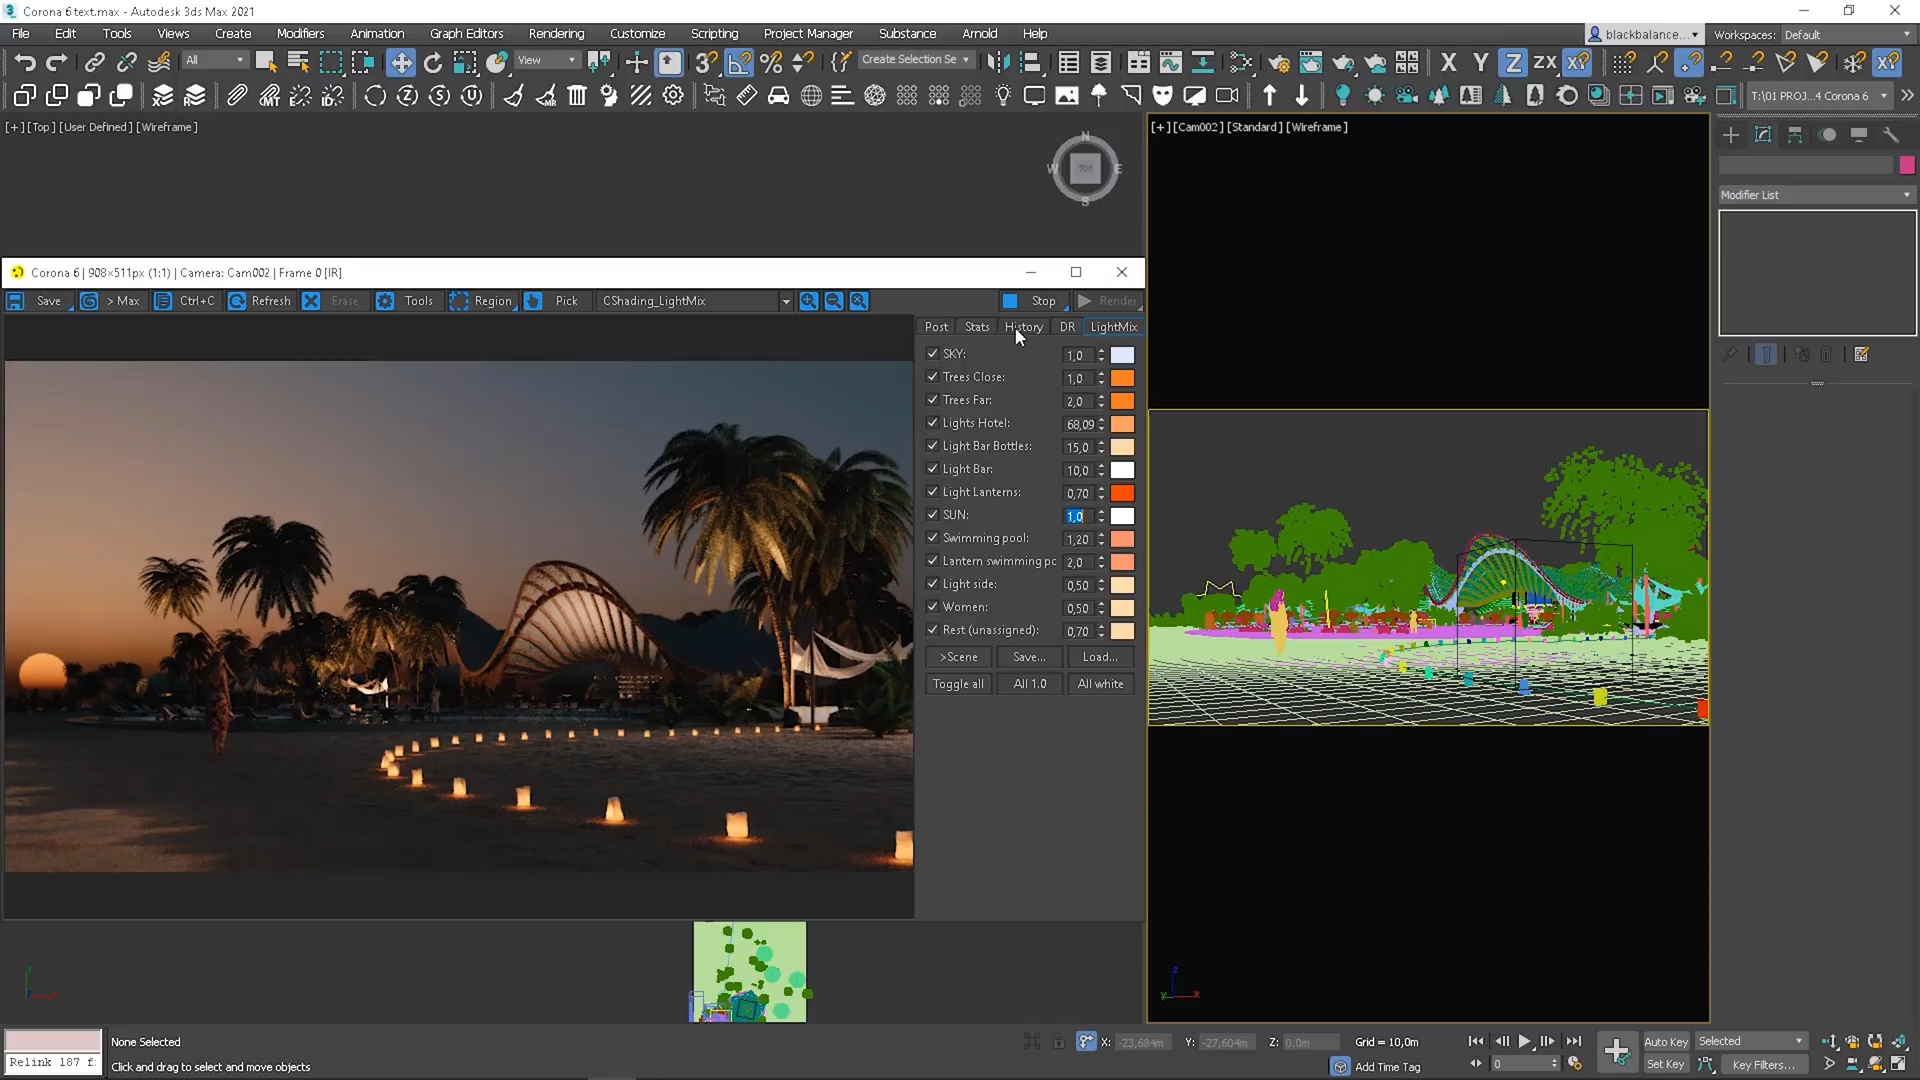 Corona 6 text.max - Autodesk 3ds Max 2021
File Edit Tools Views Create Modifiers Animation Graph Editors Rendering Customize Scripting Project Manager Substance Arnold Help
blackbalance... Workspaces: Default
All View Create Selection Se X Y Z ZX XY
T:\01 PROJ...4 Corona 6
[+] [Top ] [User Defined ] [Wireframe ]
[+] [Cam002 ] [Standard ] [Wireframe ]
N
W TOP E
S
Modifier List
Corona 6 | 908×511px (1:1) | Camera: Cam002 | Frame 0 [IR]
Save > Max Ctrl+C Refresh Erase Tools Region Pick CShading_LightMix Stop Render
Post Stats History DR LightMix
SKY: 1,0
Trees Close: 1,0
Trees Far: 2,0
Lights Hotel: 68,09
Light Bar Bottles: 15,0
Light Bar: 10,0
Light Lanterns: 0,70
SUN: 1,0
Swimming pool: 1,20
Lantern swimming pc 2,0
Light side: 0,50
Women: 0,50
Rest (unassigned): 0,70
>Scene Save... Load...
Toggle all All 1.0 All white
None Selected
Relink 187 f:
Click and drag to select and move objects
X: -23,684m Y: -27,604m Z: 0,0m Grid = 10,0m
Add Time Tag
0
Auto Key Selected
Set Key Key Filters...